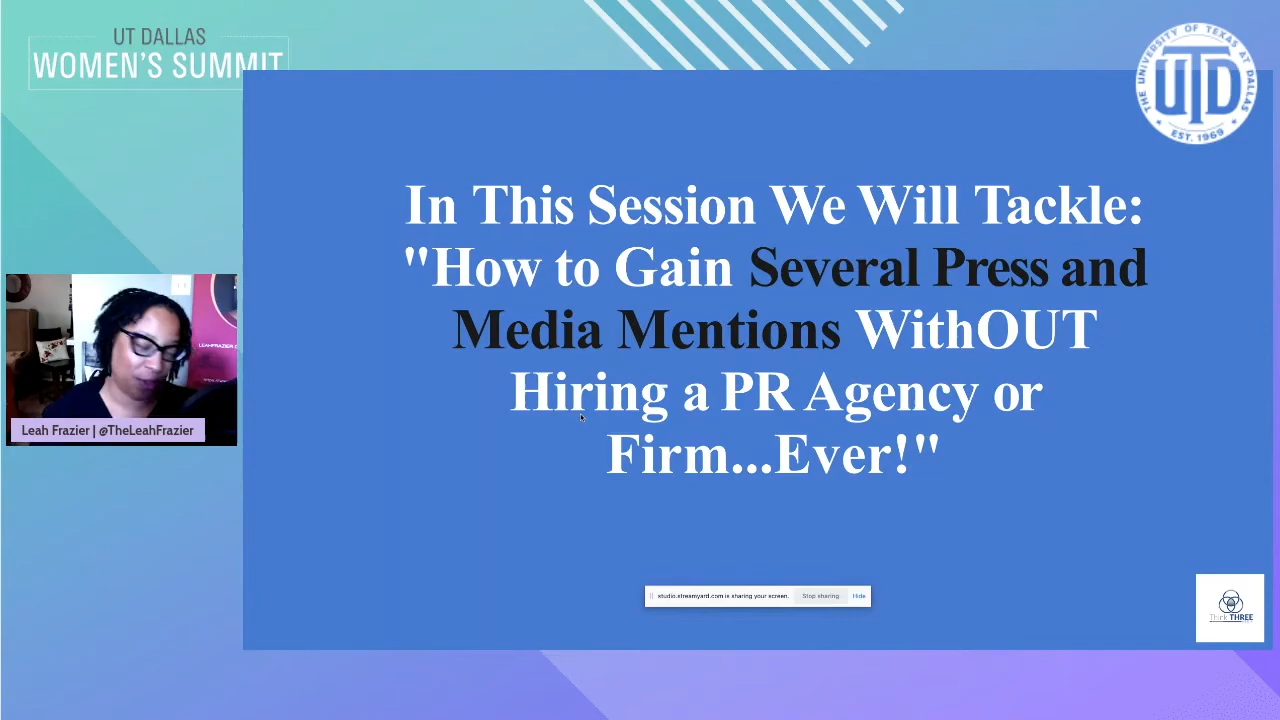 UT DALLAS
WOMEN'S SUMMIT
THE UNIVERSITY OF TEXAS AT DALLAS
UTD
EST. 1969
In This Session We Will Tackle:
"How to Gain Several Press and
Media Mentions WithOUT
Hiring a PR Agency or
Firm...Ever!"
Leah Frazier | @TheLeahFrazier
studio.streamyard.com is sharing your screen. Stop sharing Hide
Think THREE